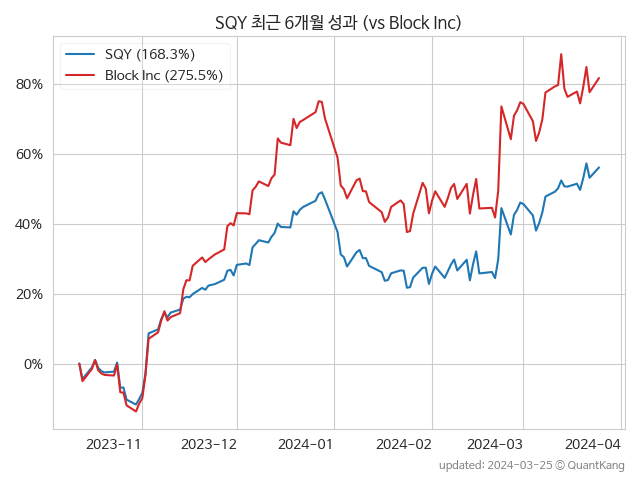 SQY 최근 6개월 성과 (vs Block Inc)
SQY (168.3%)
Block Inc (275.5%)
80%
60%
40%
20%
0%
2023-11 2023-12 2024-01 2024-02 2024-03 2024-04
updated: 2024-03-25 © QuantKang